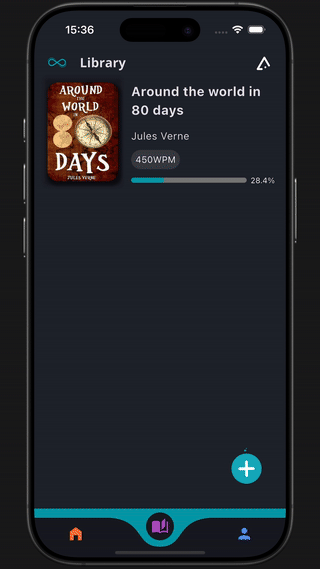 15:36
Library
AROUND
THE
WORLD
IN
80
DAYS
JULES VERNE
Around the world in
80 days
Jules Verne
450WPM
28.4%